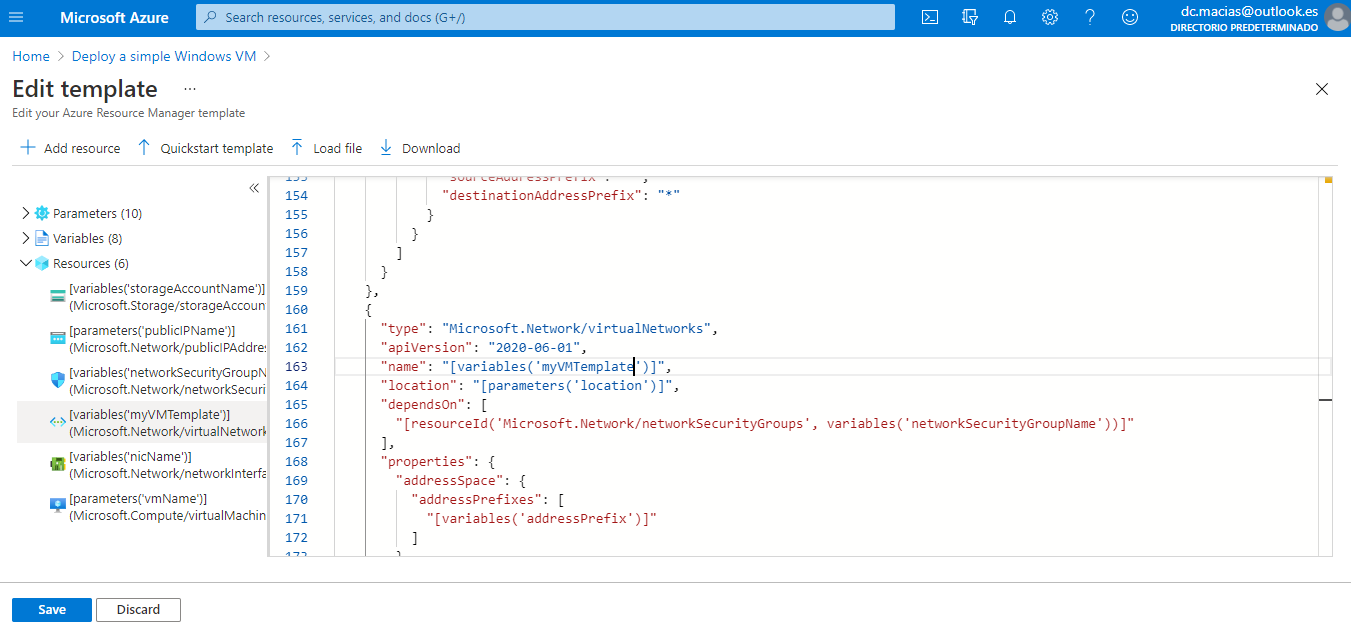 Microsoft Azure
Search resources, services, and docs (G+/)
dc.macias@outlook.es
DIRECTORIO PREDETERMINADO
Home > Deploy a simple Windows VM >
Edit template ...
Edit your Azure Resource Manager template
Add resource Quickstart template Load file Download
Parameters (10)
Variables (8)
Resources (6)
[variables('storageAccountName')]
(Microsoft.Storage/storageAccoun
[parameters('publicIPName')]
(Microsoft.Network/publicIPAddre
[variables('networkSecurityGroupN
(Microsoft.Network/networkSecuri
[variables('myVMTemplate')]
(Microsoft.Network/virtualNetwork
[variables('nicName')]
(Microsoft.Network/networkInterfa
[parameters('vmName')]
(Microsoft.Compute/virtualMachin
153 "sourceAddressPrefix":
154 "destinationAddressPrefix": "*"
155 }
156 }
157 ]
158 }
159 },
160 {
161 "type": "Microsoft.Network/virtualNetworks",
162 "apiVersion": "2020-06-01",
163 "name": "[variables('myVMTemplate')]",
164 "location": "[parameters('location')]",
165 "dependsOn": [
166 "[resourceId('Microsoft.Network/networkSecurityGroups', variables('networkSecurityGroupName'))]"
167 ],
168 "properties": {
169 "addressSpace": {
170 "addressPrefixes": [
171 "[variables('addressPrefix')]"
172 ]
173
Save Discard